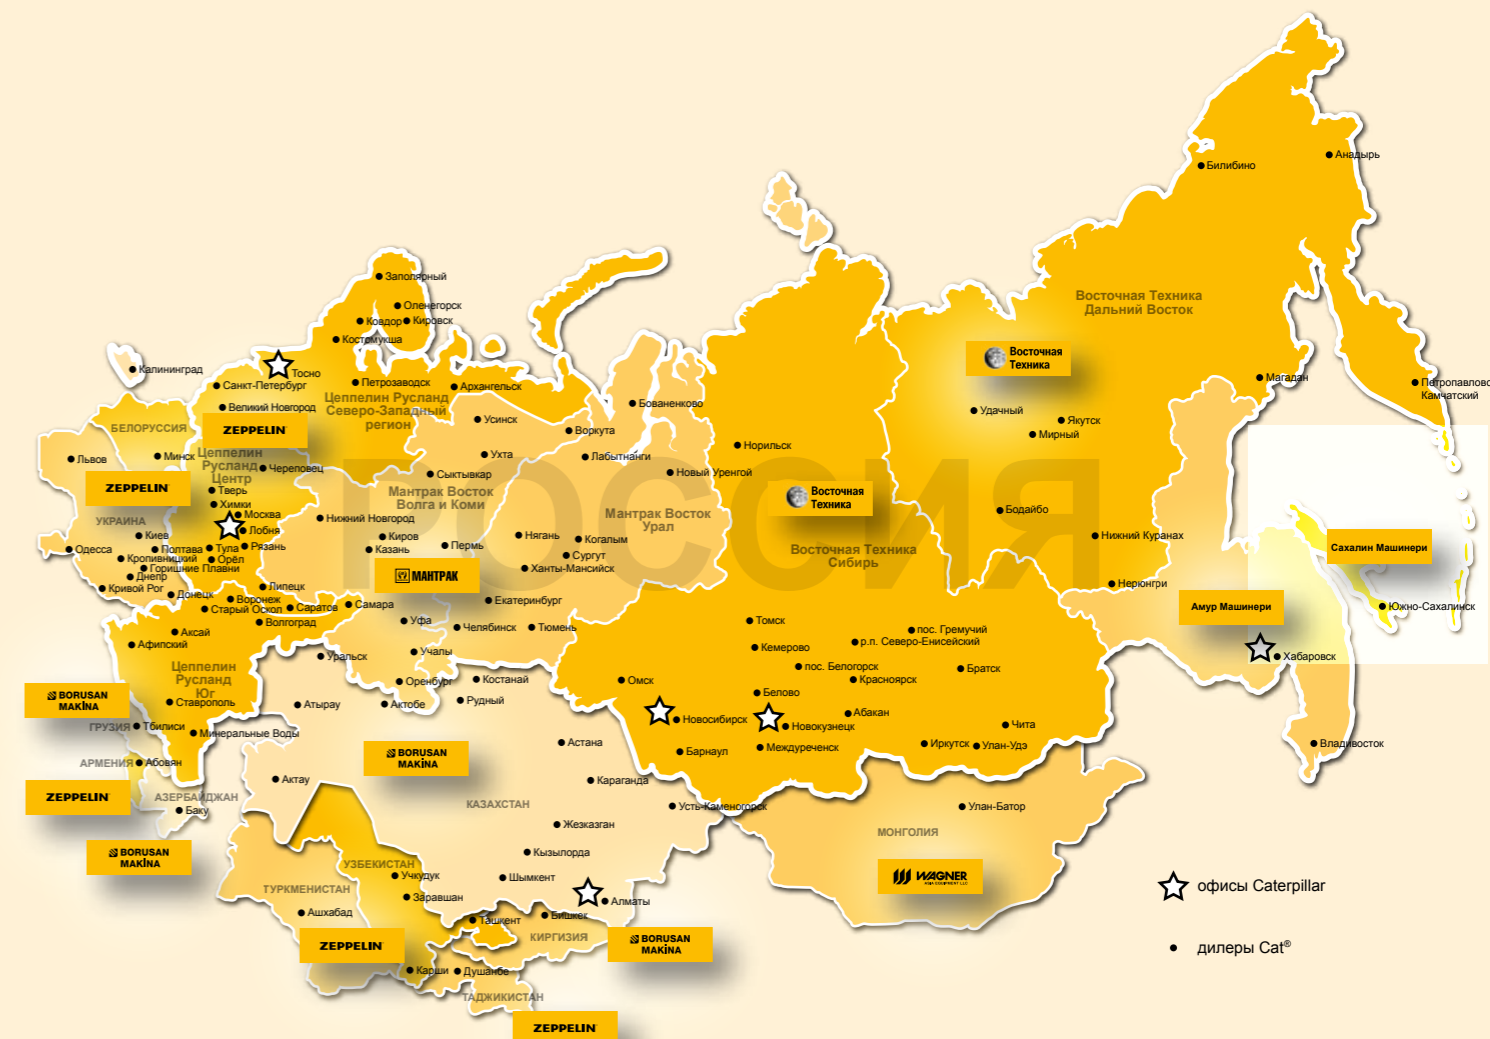 Анадырь
Билибино
Заполярный
Восточная Техника
Дальний Восток
Оленегорск
Ковдор
Кировск
Костомукша
Восточная
Техника
Калининград
Тосно
Санкт-Петербург
Петрозаводск
Архангельск
Магадан
Петропавловс
Камчатский
Цеппелин Русланд
Северо-Западный
регион
Великий Новгород
Бованенково
Удачный
БЕЛОРУССИЯ
ZEPPELIN
Усинск
Воркута
Якутск
Мирный
Норильск
Львов
Минск
Цеппелин
Русланд
Центр
Ухта
Лабытнанги
Череповец
Сыктывкар
Новый Уренгой
РОССИЯ
ZEPPELIN
Тверь
Мантрак Восток
Волга и Коми
Восточная
Техника
Химки
Москва
Мантрак Восток
Урал
Бодайбо
УКРАИНА
Нижний Новгород
Лобня
Киев
Киров
Нягань
Когалым
Нижний Куранах
Сахалин Машинери
Одесса
Полтава
Тула
Рязань
Казань
Пермь
Восточная Техника
Сибирь
Кропивницкий
Орёл
Сургут
Горишние Плавни
Ханты-Мансийск
Днепр
МАНТРАК
Кривой Рог
Донецк
Липецк
Нерюнгри
Воронеж
Екатеринбург
Амур Машинери
Южно-Сахалинск
Старый Оскол
Саратов
Самара
Волгоград
Уфа
Челябинск
Тюмень
Томск
Аксай
пос. Гремучий
Афипский
р.п. Северо-Енисейский
Учалы
Кемерово
Уральск
Хабаровск
Цеппелин
Русланд
Юг
пос. Белогорск
Братск
Оренбург
Костанай
Омск
Красноярск
BORUSAN
MAKİNA
Ставрополь
Атырау
Актобе
Рудный
Белово
Абакан
ГРУЗИЯ
Тбилиси
Минеральные Воды
Новосибирск
Новокузнецк
Чита
Астана
Барнаул
Междуреченск
Иркутск
Улан-Удэ
Владивосток
BORUSAN
MAKİNA
АРМЕНИЯ
Абовян
Актау
Караганда
ZEPPELIN
АЗЕРБАЙДЖАН
Баку
КАЗАХСТАН
Усть-Каменогорск
Улан-Батор
Жезказган
МОНГОЛИЯ
BORUSAN
MAKİNA
Кызылорда
УЗБЕКИСТАН
Учкудук
Шымкент
WAGNER
ASIA EQUIPMENT LLC
ТУРКМЕНИСТАН
Заравшан
Алматы
офисы Caterpillar
Ашхабад
Ташкент
Бишкек
КИРГИЗИЯ
ZEPPELIN
BORUSAN
MAKİNA
дилеры Cat®
Карши
Душанбе
ТАДЖИКИСТАН
ZEPPELIN